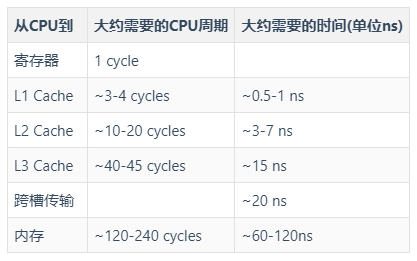 从CPU到 大约需要的CPU周期 大约需要的时间(单位ns)
寄存器 1 cycle
L1 Cache ~3-4 cycles ~0.5-1 ns
L2 Cache ~10-20 cycles ~3-7 ns
L3 Cache ~40-45 cycles ~15 ns
跨槽传输 ~20 ns
内存 ~120-240 cycles ~60-120ns